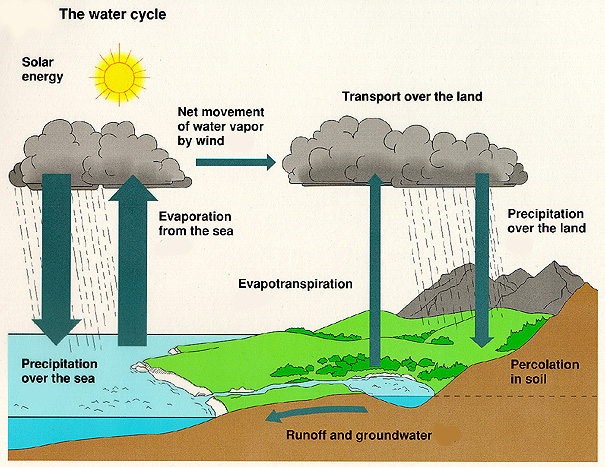 The water cycle
Solar
energy
Net movement
of water vapor
by wind
Transport over the land
Evaporation
from the sea
Precipitation
over the land
Evapotranspiration
Precipitation
over the sea
Percolation
in soil
Runoff and groundwater